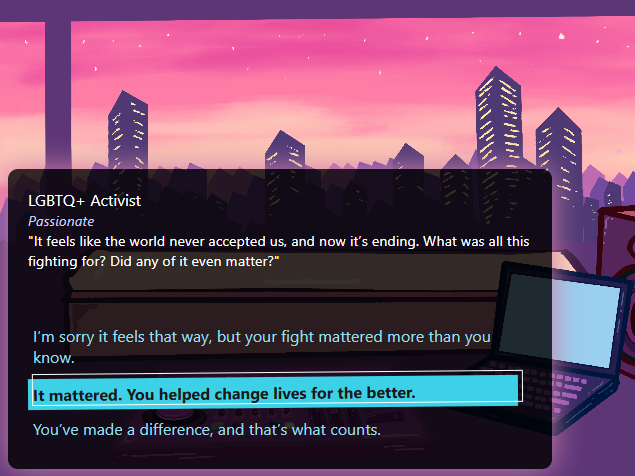 LGBTQ+ Activist
Passionate
"It feels like the world never accepted us, and now it's ending. What was all this
fighting for? Did any of it even matter?"
I'm sorry it feels that way, but your fight mattered more than you
know.
It mattered. You helped change lives for the better.
You've made a difference, and that's what counts.